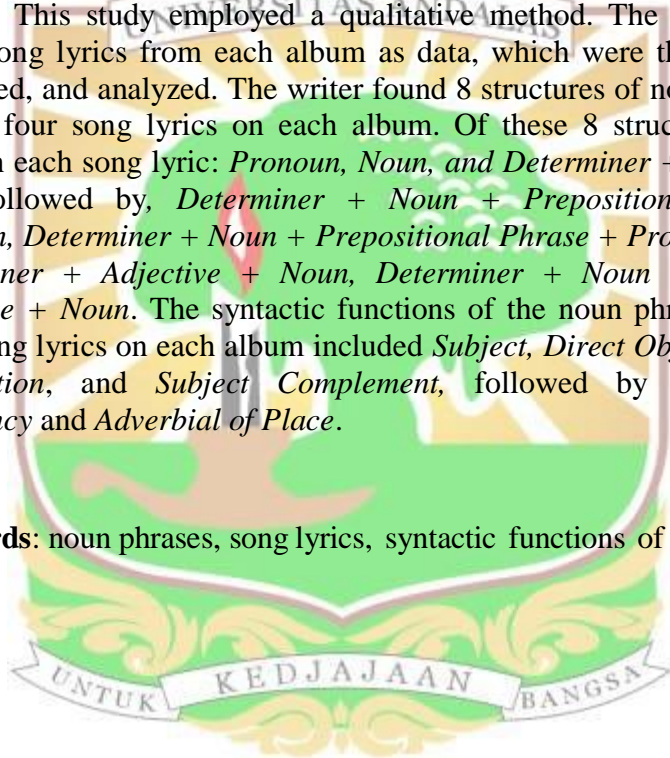 This study employed a qualitative method. The
UNIVERSITAS ANDALAS
ong lyrics from each album as data, which were th
ed, and analyzed. The writer found 8 structures of no
four song lyrics on each album. Of these 8 struc
n each song lyric: Pronoun, Noun, and Determiner +
ollowed by, Determiner + Noun + Preposition
n, Determiner + Noun + Prepositional Phrase + Pro
ner + Adjective + Noun, Determiner + Noun
e + Noun. The syntactic functions of the noun phr
ng lyrics on each album included Subject, Direct Obj
tion, and Subject Complement, followed by
ncy and Adverbial of Place.
rds: noun phrases, song lyrics, syntactic functions of
UNTUK KEDJAJAAN BANGSA